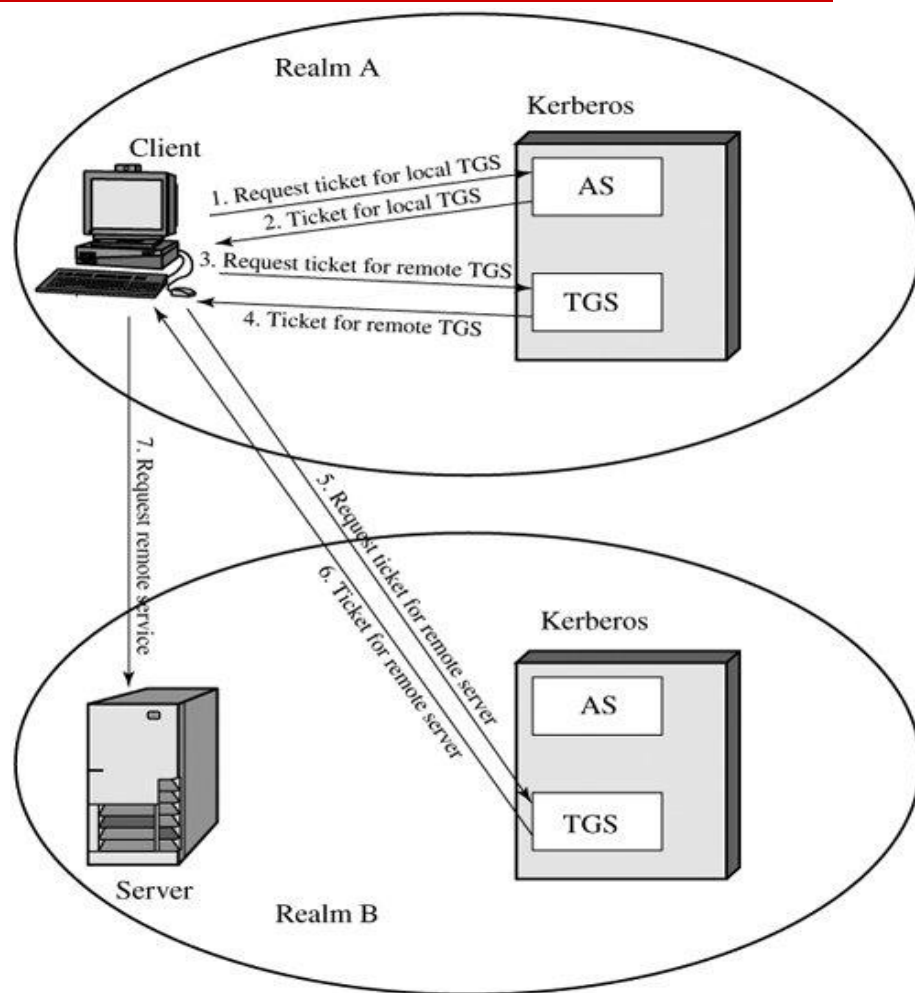 Realm A
Kerberos
Client
1. Request ticket for local TGS
AS
2. Ticket for local TGS
3. Request ticket for remote TGS
TGS
4. Ticket for remote TGS
7. Request remote service
5. Request ticket for remote server
6. Ticket for remote server
Kerberos
AS
TGS
Server
Realm B